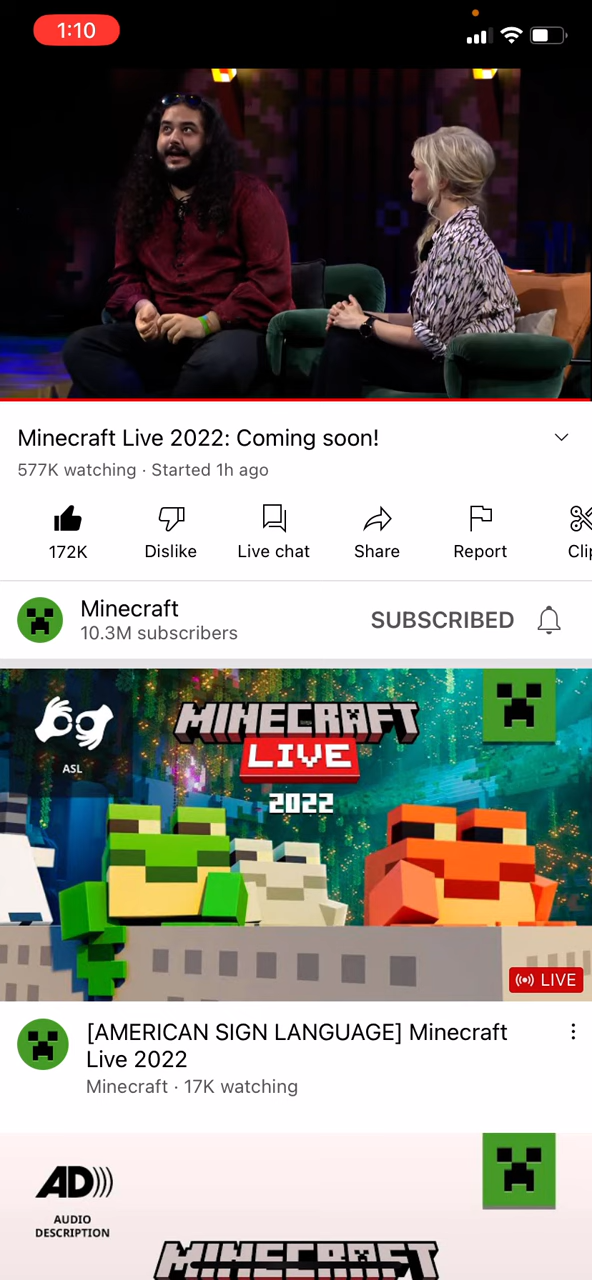 1:10
Minecraft Live 2022: Coming soon!
577K watching · Started 1h ago
172K
Dislike
Live chat
Share
Report
Clip
Minecraft
10.3M subscribers
SUBSCRIBED
ASL
MINECRAFT
LIVE
2022
LIVE
[AMERICAN SIGN LANGUAGE] Minecraft
Live 2022
Minecraft · 17K watching
AD)))
AUDIO
DESCRIPTION
MINECRAFT